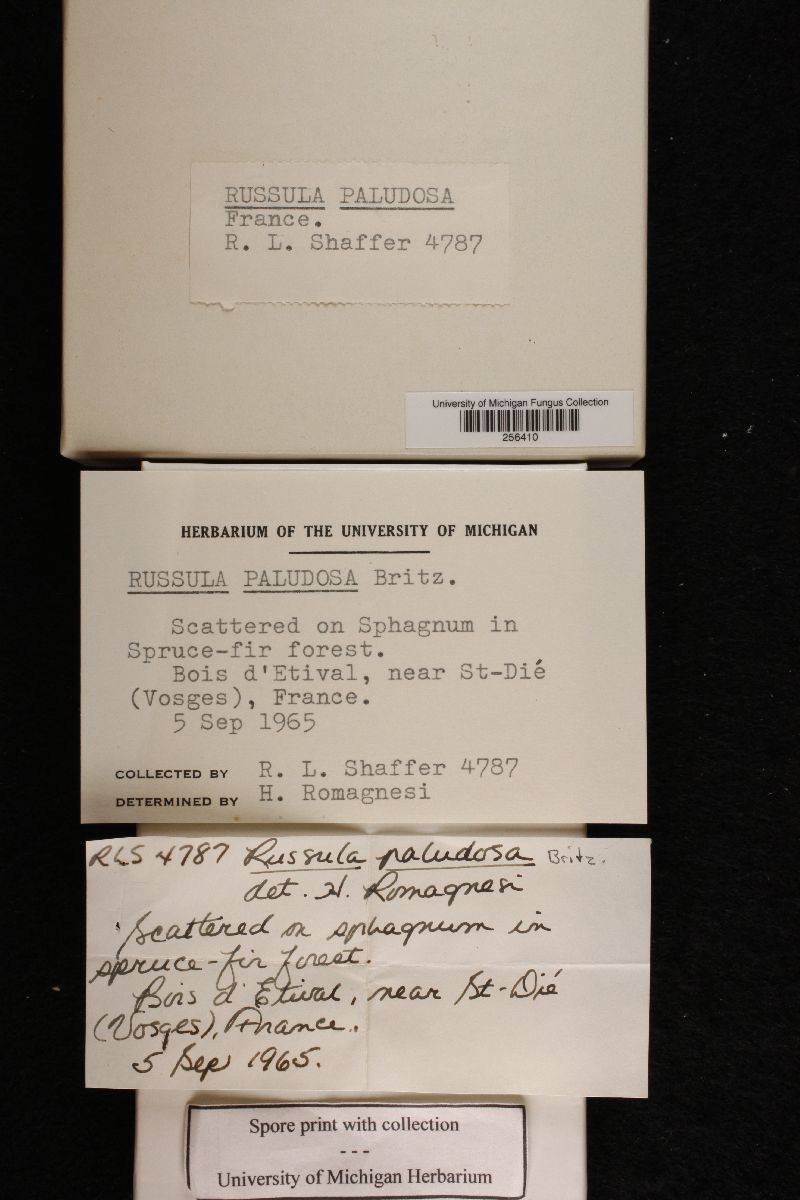 RUSSULA PALUDOSA
France.
R. L. Shaffer 4787
University of Michigan Fungus Collection
256410
HERBARIUM OF THE UNIVERSITY OF MICHIGAN
RUSSULA PALUDOSA Britz.
Scattered on Sphagnum in
Spruce-fir forest.
Bois d'Etival, near St-Dié
(Vosges), France.
5 Sep 1965
COLLECTED BY R. L. Shaffer 4787
DETERMINED BY H. Romagnesi
RLS 4787 Russula paludosa Britz.
det. H. Romagnesi
Scattered on sphagnum in
spruce-fir forest.
Bois d'Etival, near St-Dié
(Vosges), France.
5 Sep 1965.
Spore print with collection
---
University of Michigan Herbarium